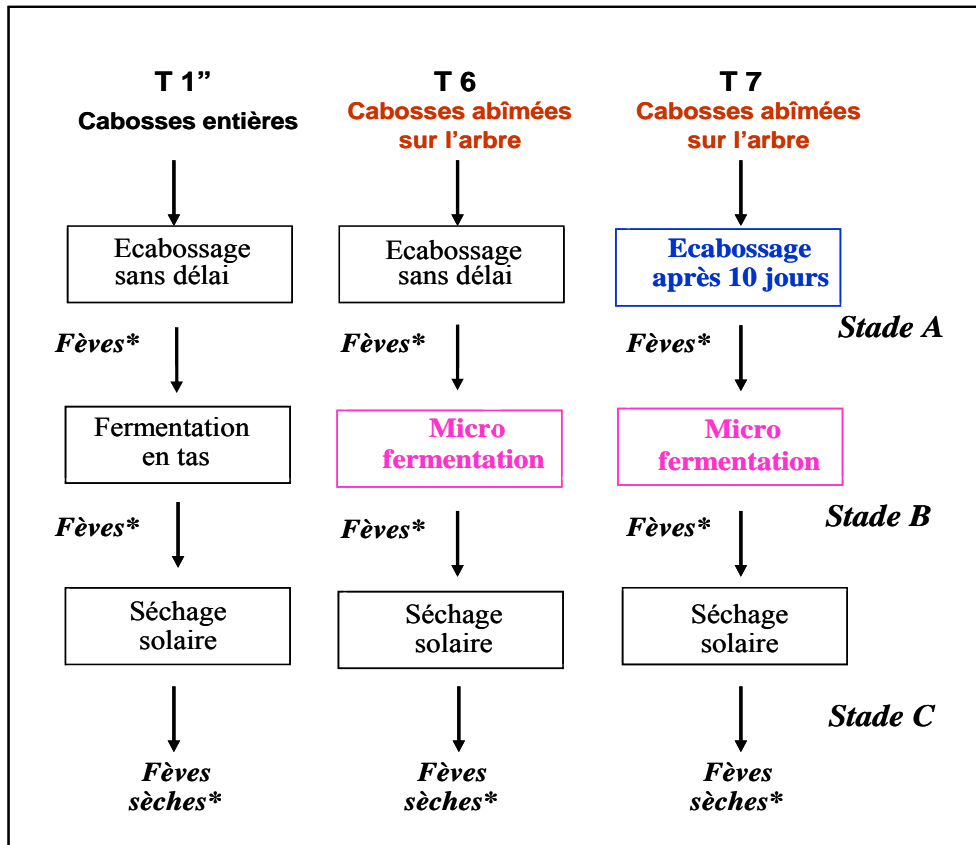 T 1”
Cabosses entières
T 6
Cabosses abîmées
sur l’arbre
T 7
Cabosses abîmées
sur l’arbre
Ecabossage
sans délai
Ecabossage
sans délai
Ecabossage
après 10 jours
Stade A
Fèves*
Fèves*
Fèves*
Fermentation
en tas
Micro
fermentation
Micro
fermentation
Stade B
Fèves*
Fèves*
Fèves*
Séchage
solaire
Séchage
solaire
Séchage
solaire
Stade C
Fèves
sèches*
Fèves
sèches*
Fèves
sèches*